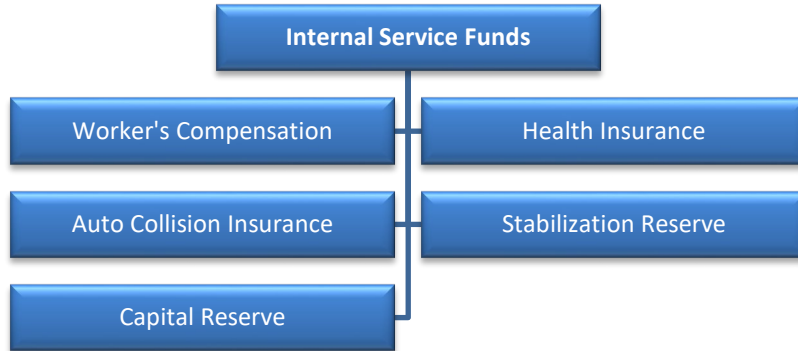 Internal Service Funds
Worker's Compensation
Health Insurance
Auto Collision Insurance
Stabilization Reserve
Capital Reserve